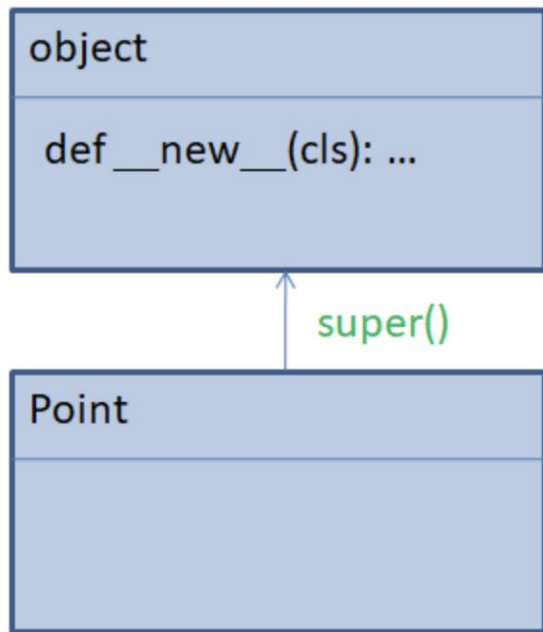 object
def __new__(cls): ...
super()
Point